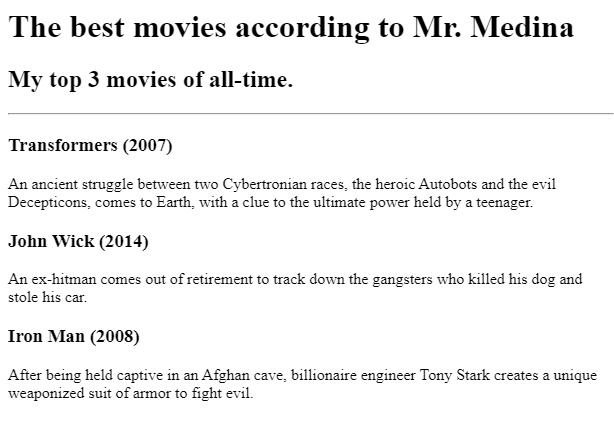 The best movies according to Mr. Medina
My top 3 movies of all-time.
Transformers (2007)
An ancient struggle between two Cybertronian races, the heroic Autobots and the evil
Decepticons, comes to Earth, with a clue to the ultimate power held by a teenager.
John Wick (2014)
An ex-hitman comes out of retirement to track down the gangsters who killed his dog and
stole his car.
Iron Man (2008)
After being held captive in an Afghan cave, billionaire engineer Tony Stark creates a unique
weaponized suit of armor to fight evil.